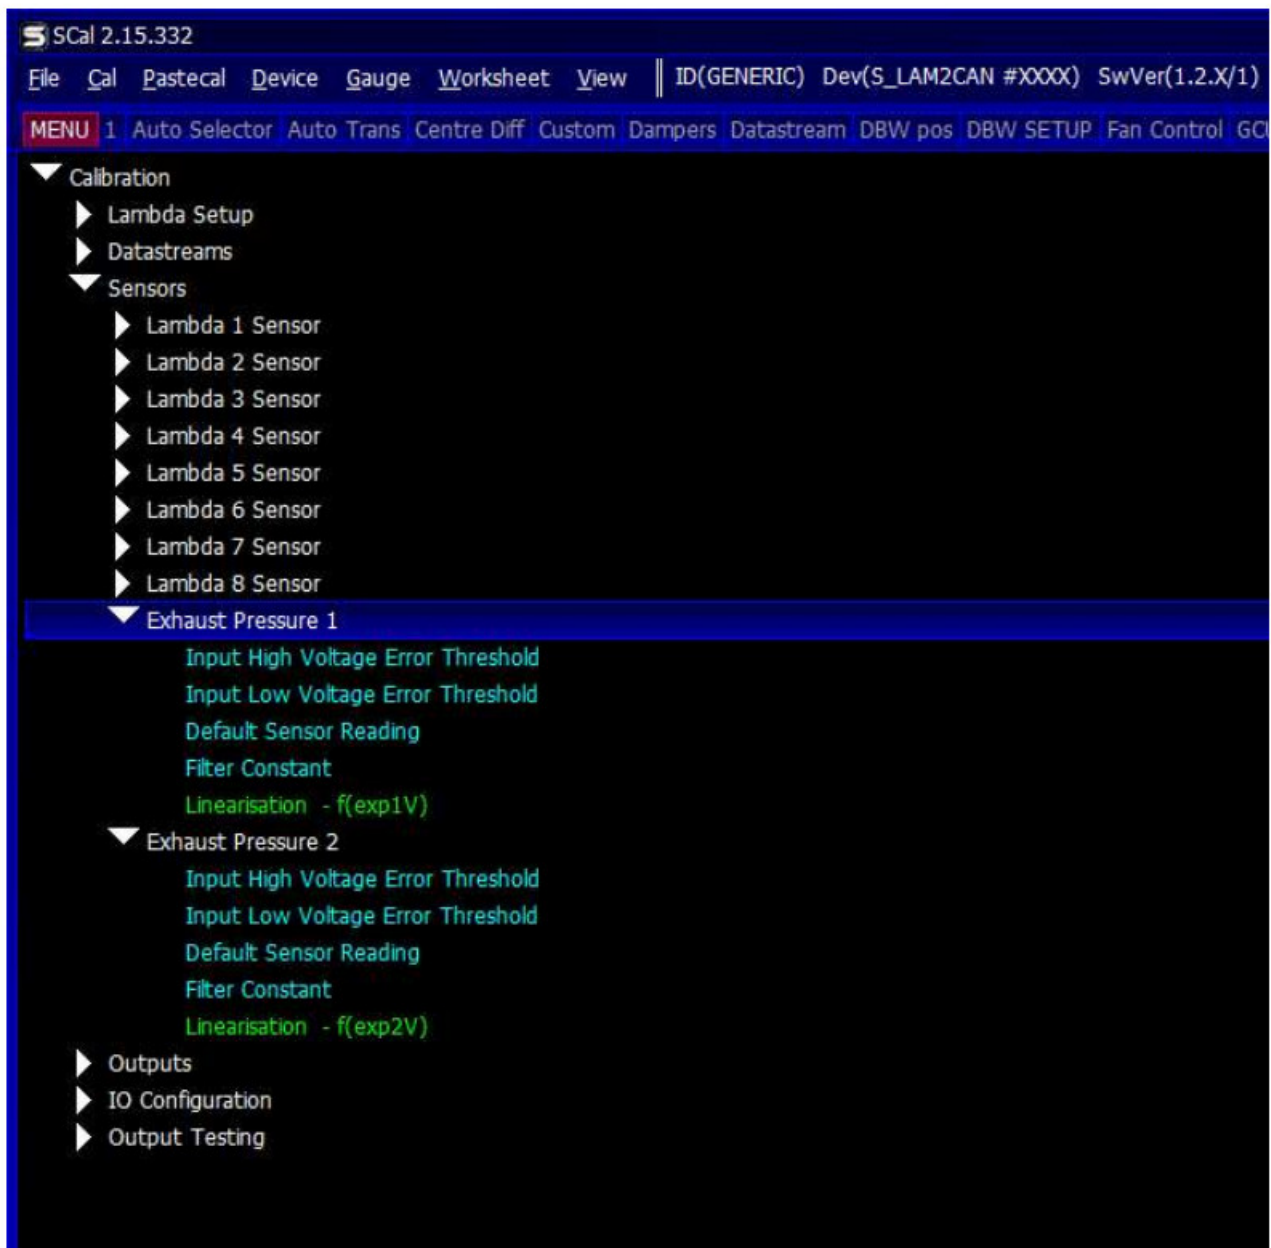 SCal 2.15.332
File Cal Pastecal Device Gauge Worksheet View ID(GENERIC) Dev(S_LAM2CAN #XXXX) SwVer(1.2.X/1)
MENU 1 Auto Selector Auto Trans Centre Diff Custom Dampers Datastream DBW pos DBW SETUP Fan Control
Calibration
Lambda Setup
Datastreams
Sensors
Lambda 1 Sensor
Lambda 2 Sensor
Lambda 3 Sensor
Lambda 4 Sensor
Lambda 5 Sensor
Lambda 6 Sensor
Lambda 7 Sensor
Lambda 8 Sensor
Exhaust Pressure 1
Input High Voltage Error Threshold
Input Low Voltage Error Threshold
Default Sensor Reading
Filter Constant
Linearisation - f(exp1V)
Exhaust Pressure 2
Input High Voltage Error Threshold
Input Low Voltage Error Threshold
Default Sensor Reading
Filter Constant
Linearisation - f(exp2V)
Outputs
IO Configuration
Output Testing